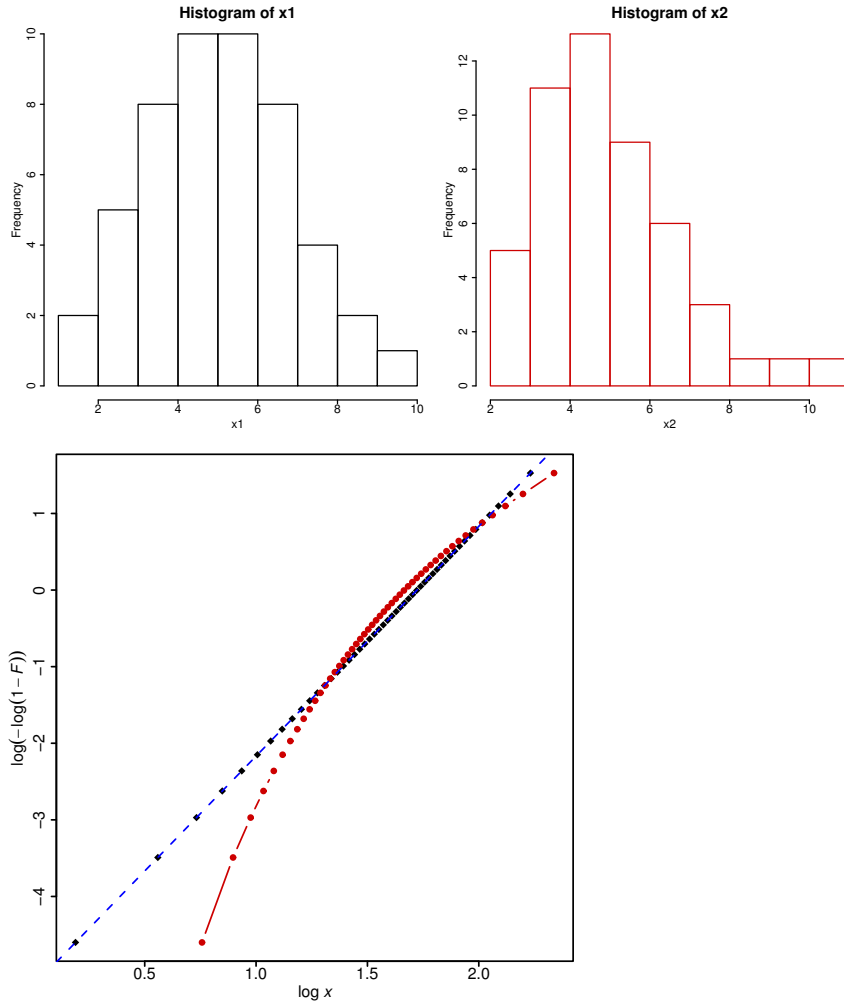 Histogram of x1
Frequency
0 2 4 6 8 10
2 4 6 8 10
x1
Histogram of x2
Frequency
0 2 4 6 8 10 12
2 4 6 8 10
x2
log(−log(1− F))
−4 −3 −2 −1 0 1
0.5 1.0 1.5 2.0
log x